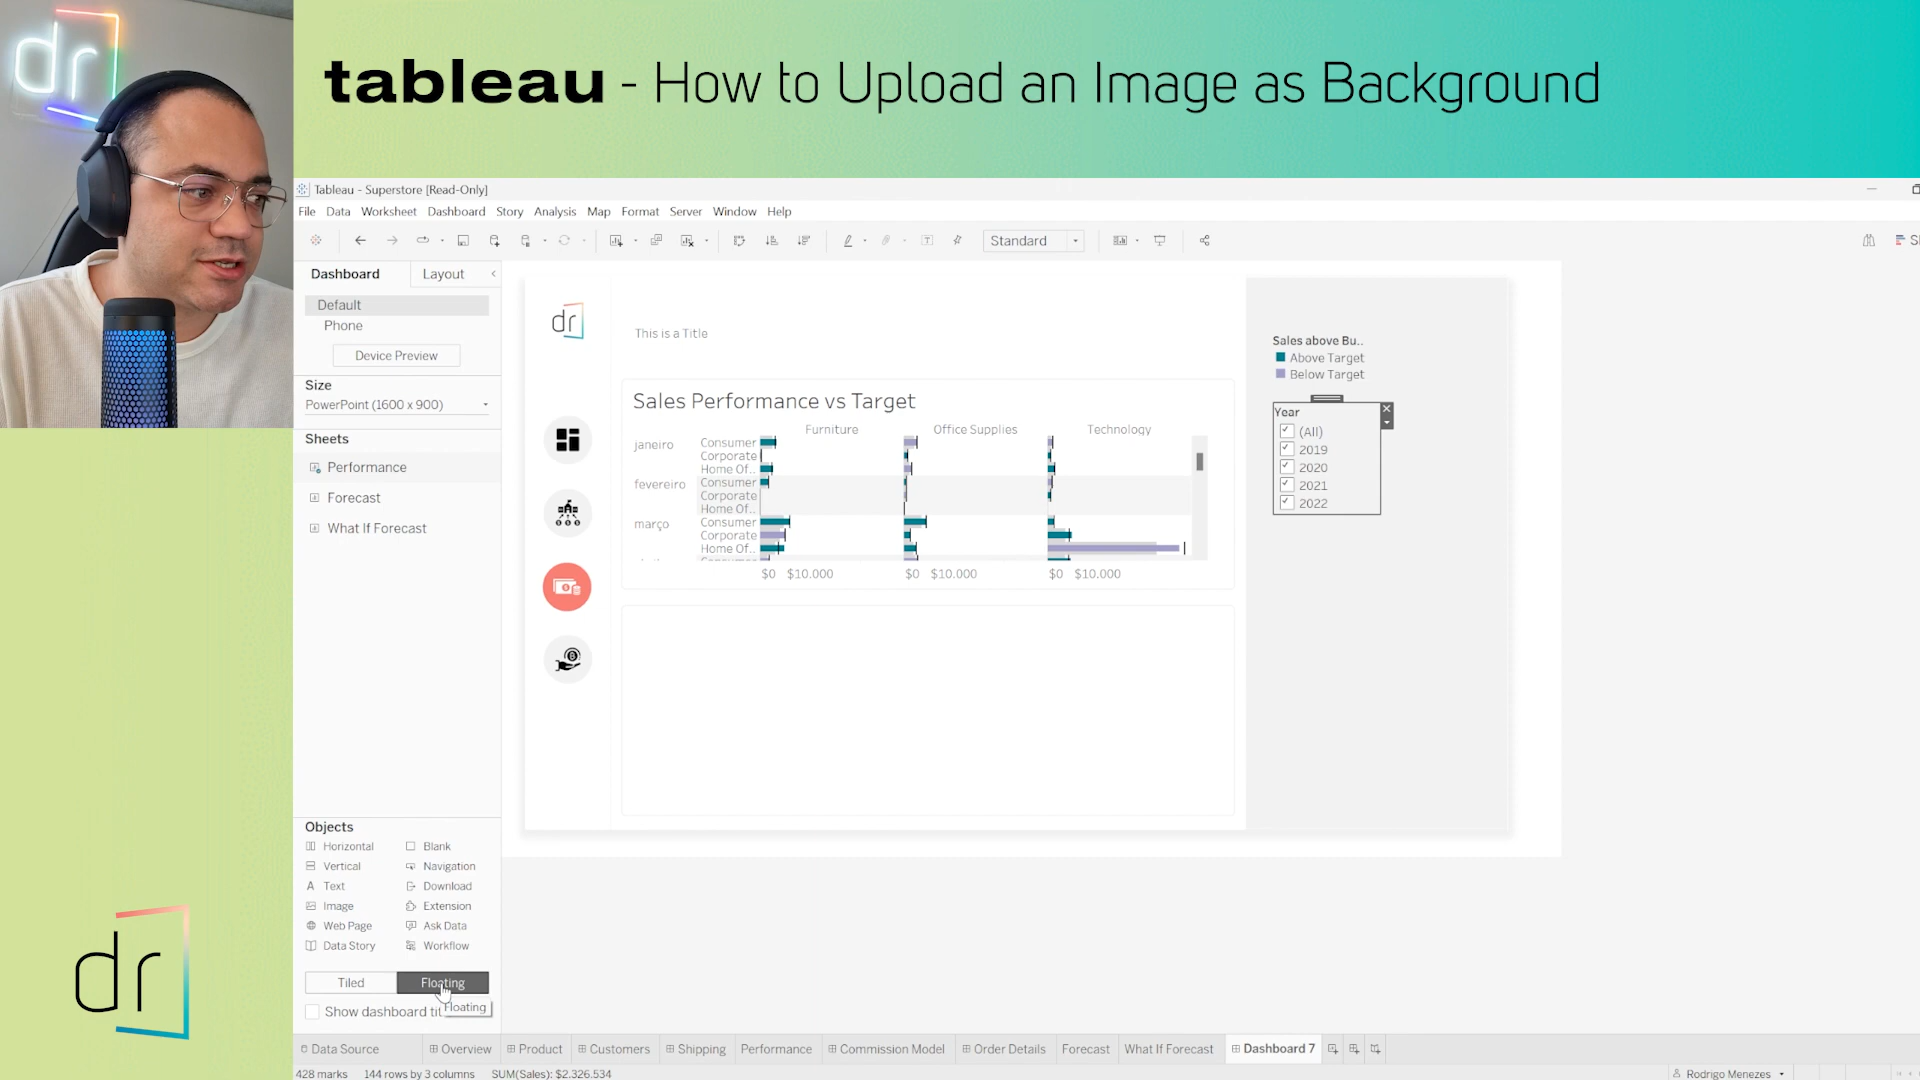 dr
tableau - How to Upload an Image as Background
Tableau - Superstore [Read-Only]
File Data Worksheet Dashboard Story Analysis Map Format Server Window Help
Standard
Dashboard Layout
Default
Phone
Device Preview
Size
PowerPoint (1600 x 900)
Sheets
Performance
Forecast
What If Forecast
dr
This is a Title
Sales Performance vs Target
Furniture Office Supplies Technology
janeiro
Consumer
Corporate
Home Of..
fevereiro
Consumer
Corporate
Home Of..
março
Consumer
Corporate
Home Of..
$0 $10.000 $0 $10.000 $0 $10.000
Sales above Bu..
Above Target
Below Target
Year
(All)
2019
2020
2021
2022
Objects
Horizontal Blank
Vertical Navigation
Text Download
Image Extension
Web Page Ask Data
Data Story Workflow
Tiled Floating
Show dashboard tit
Floating
dr
Data Source Overview Product Customers Shipping Performance Commission Model Order Details Forecast What If Forecast Dashboard 7
428 marks 144 rows by 3 columns SUM(Sales): $2.326.534
Rodrigo Menezes